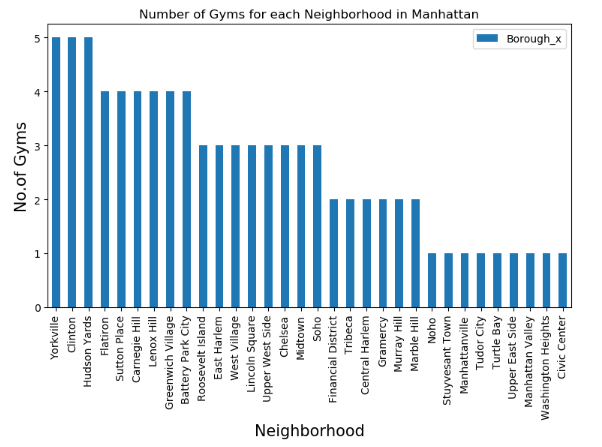 Number of Gyms for each Neighborhood in Manhattan
Borough_x
No.of Gyms
5
4
3
2
1
0
Yorkville
Clinton
Hudson Yards
Flatiron
Sutton Place
Carnegie Hill
Lenox Hill
Greenwich Village
Battery Park City
Roosevelt Island
East Harlem
West Village
Lincoln Square
Upper West Side
Chelsea
Midtown
Soho
Financial District
Tribeca
Central Harlem
Gramercy
Murray Hill
Marble Hill
Noho
Stuyvesant Town
Manhattanville
Tudor City
Turtle Bay
Upper East Side
Manhattan Valley
Washington Heights
Civic Center
Neighborhood